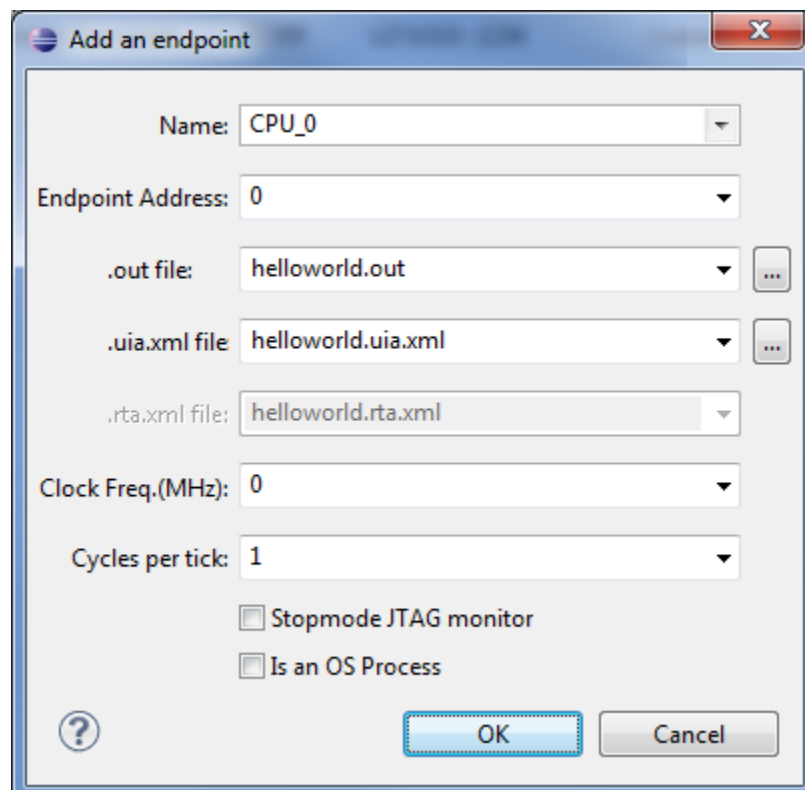 Add an endpoint
Name: CPU_0
Endpoint Address: 0
.out file: helloworld.out ...
.uia.xml file helloworld.uia.xml ...
.rta.xml file: helloworld.rta.xml
Clock Freq.(MHz): 0
Cycles per tick: 1
Stopmode JTAG monitor
Is an OS Process
? OK Cancel